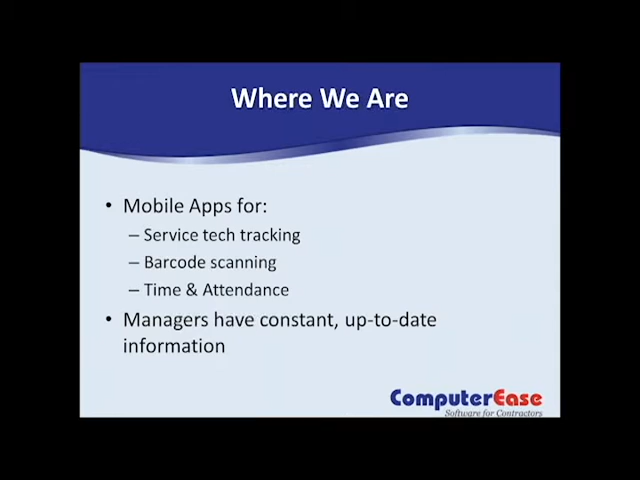 Where We Are
• Mobile Apps for:
– Service tech tracking
– Barcode scanning
– Time & Attendance
• Managers have constant, up-to-date
information
ComputerEase
Software for Contractors